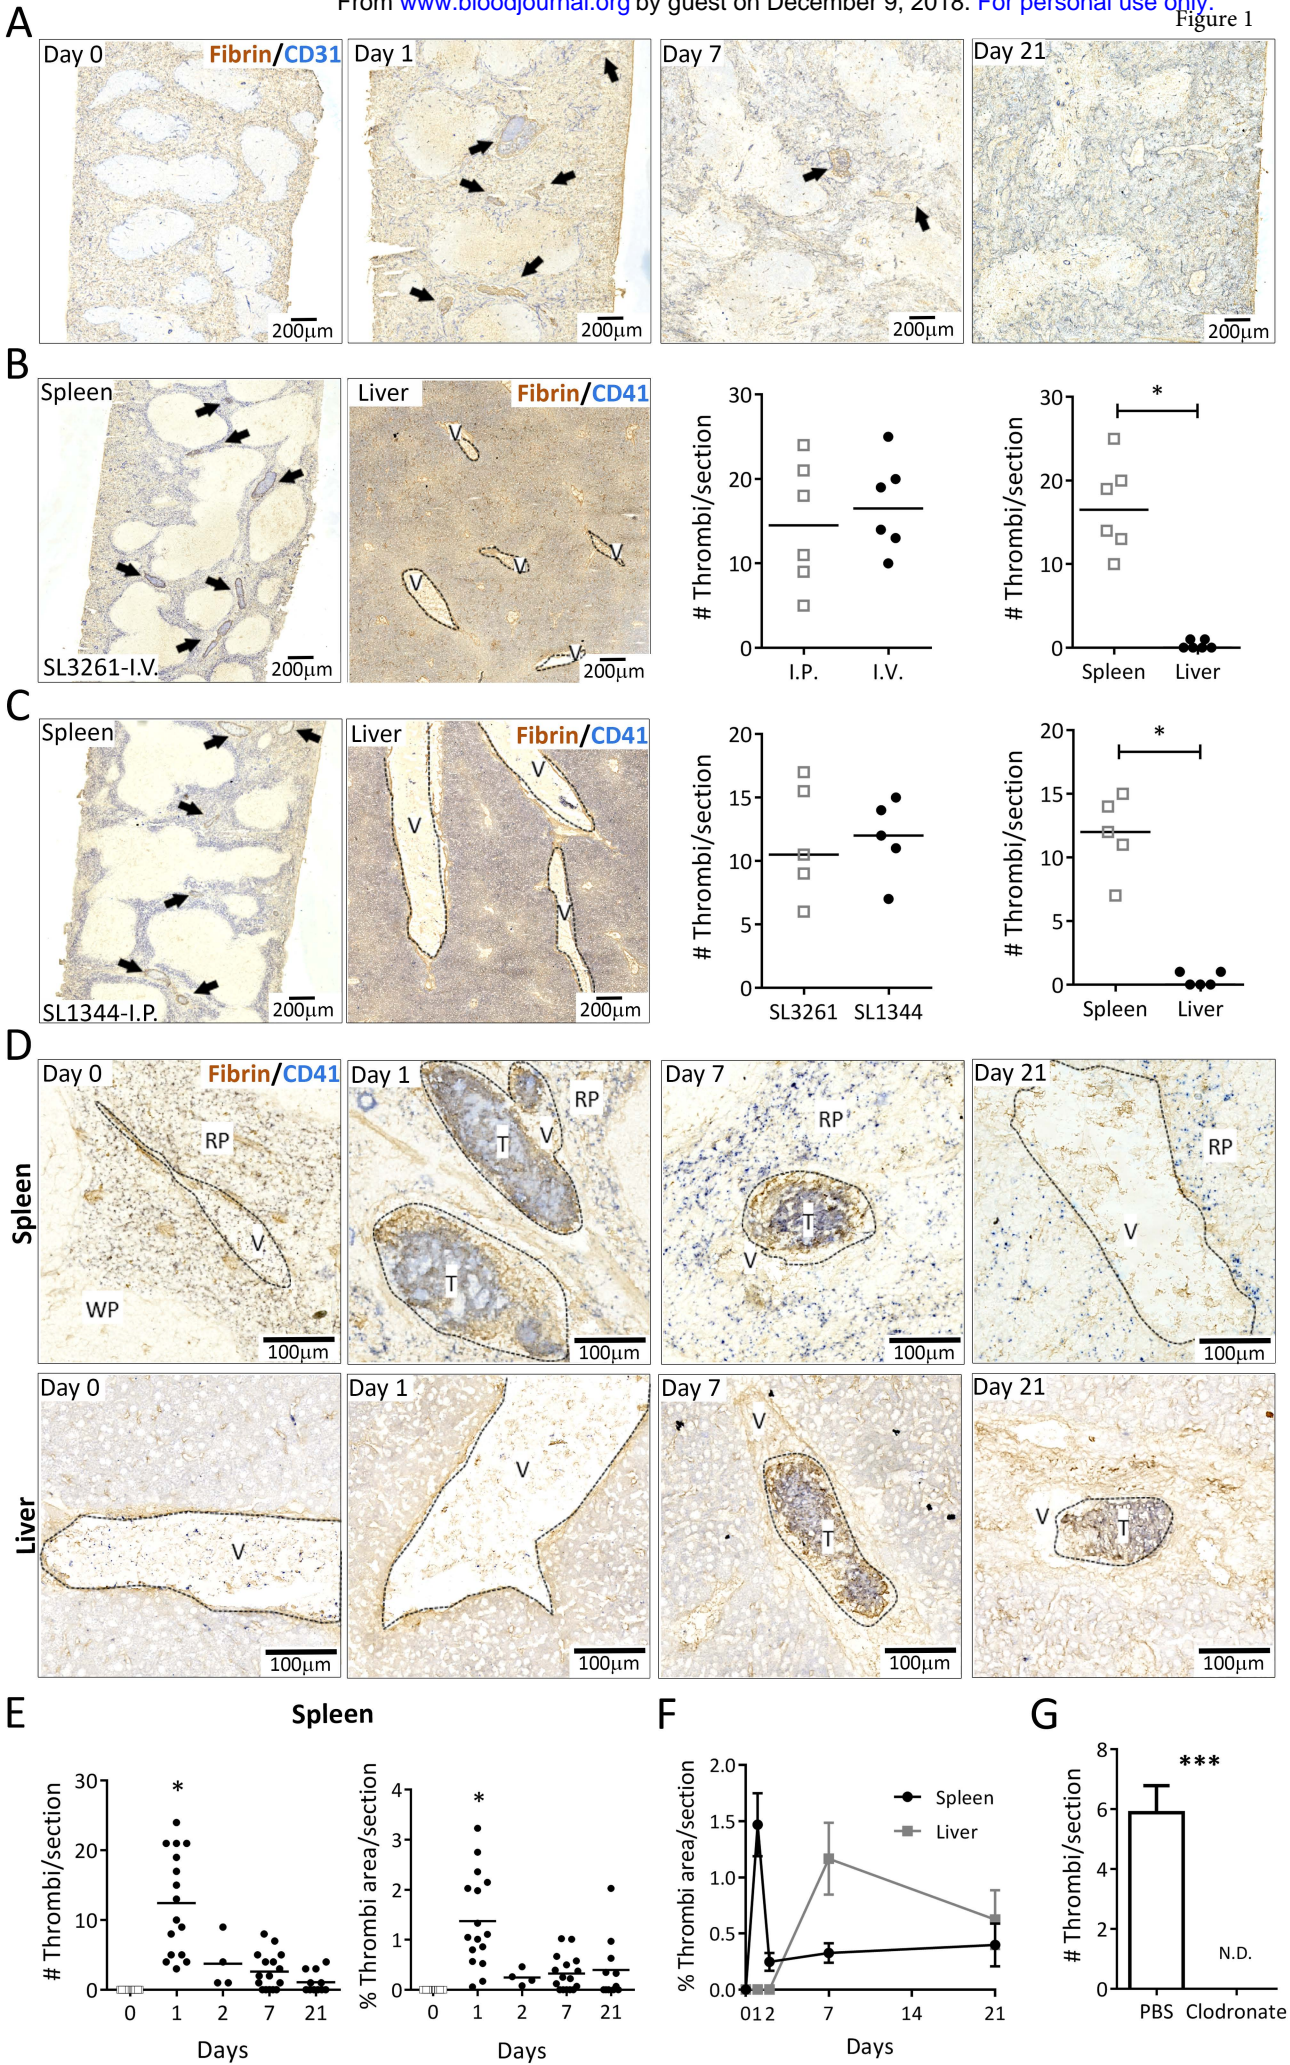 From www.bloodjournal.org by guest on December 9, 2018. For personal use only.
Figure 1
A
Day 0
Fibrin/CD31
Day 1
Day 7
Day 21
200µm
200µm
200µm
200µm
B
Spleen
SL3261-I.V.
200µm
Liver
Fibrin/CD41
V
V
V
V
V
200µm
# Thrombi/section
30
20
10
0
I.P.
I.V.
# Thrombi/section
30
20
10
0
*
Spleen
Liver
C
Spleen
SL1344-I.P.
200µm
Liver
Fibrin/CD41
V
V
V
200µm
# Thrombi/section
20
15
10
5
0
SL3261
SL1344
# Thrombi/section
20
15
10
5
0
*
Spleen
Liver
D
Spleen
Day 0
Fibrin/CD41
RP
V
WP
100µm
Day 1
RP
T
V
T
100µm
Day 7
RP
T
V
100µm
Day 21
RP
V
100µm
Liver
Day 0
V
100µm
Day 1
V
100µm
Day 7
V
T
100µm
Day 21
V
T
100µm
E
Spleen
# Thrombi/section
30
20
10
0
*
0 1 2 7 21
Days
% Thrombi area/section
4
3
2
1
0
*
0 1 2 7 21
Days
F
% Thrombi area/section
2.0
1.5
1.0
0.5
0.0
Spleen
Liver
0 1 2 7 14 21
Days
G
# Thrombi/section
8
6
4
2
0
***
N.D.
PBS Clodronate